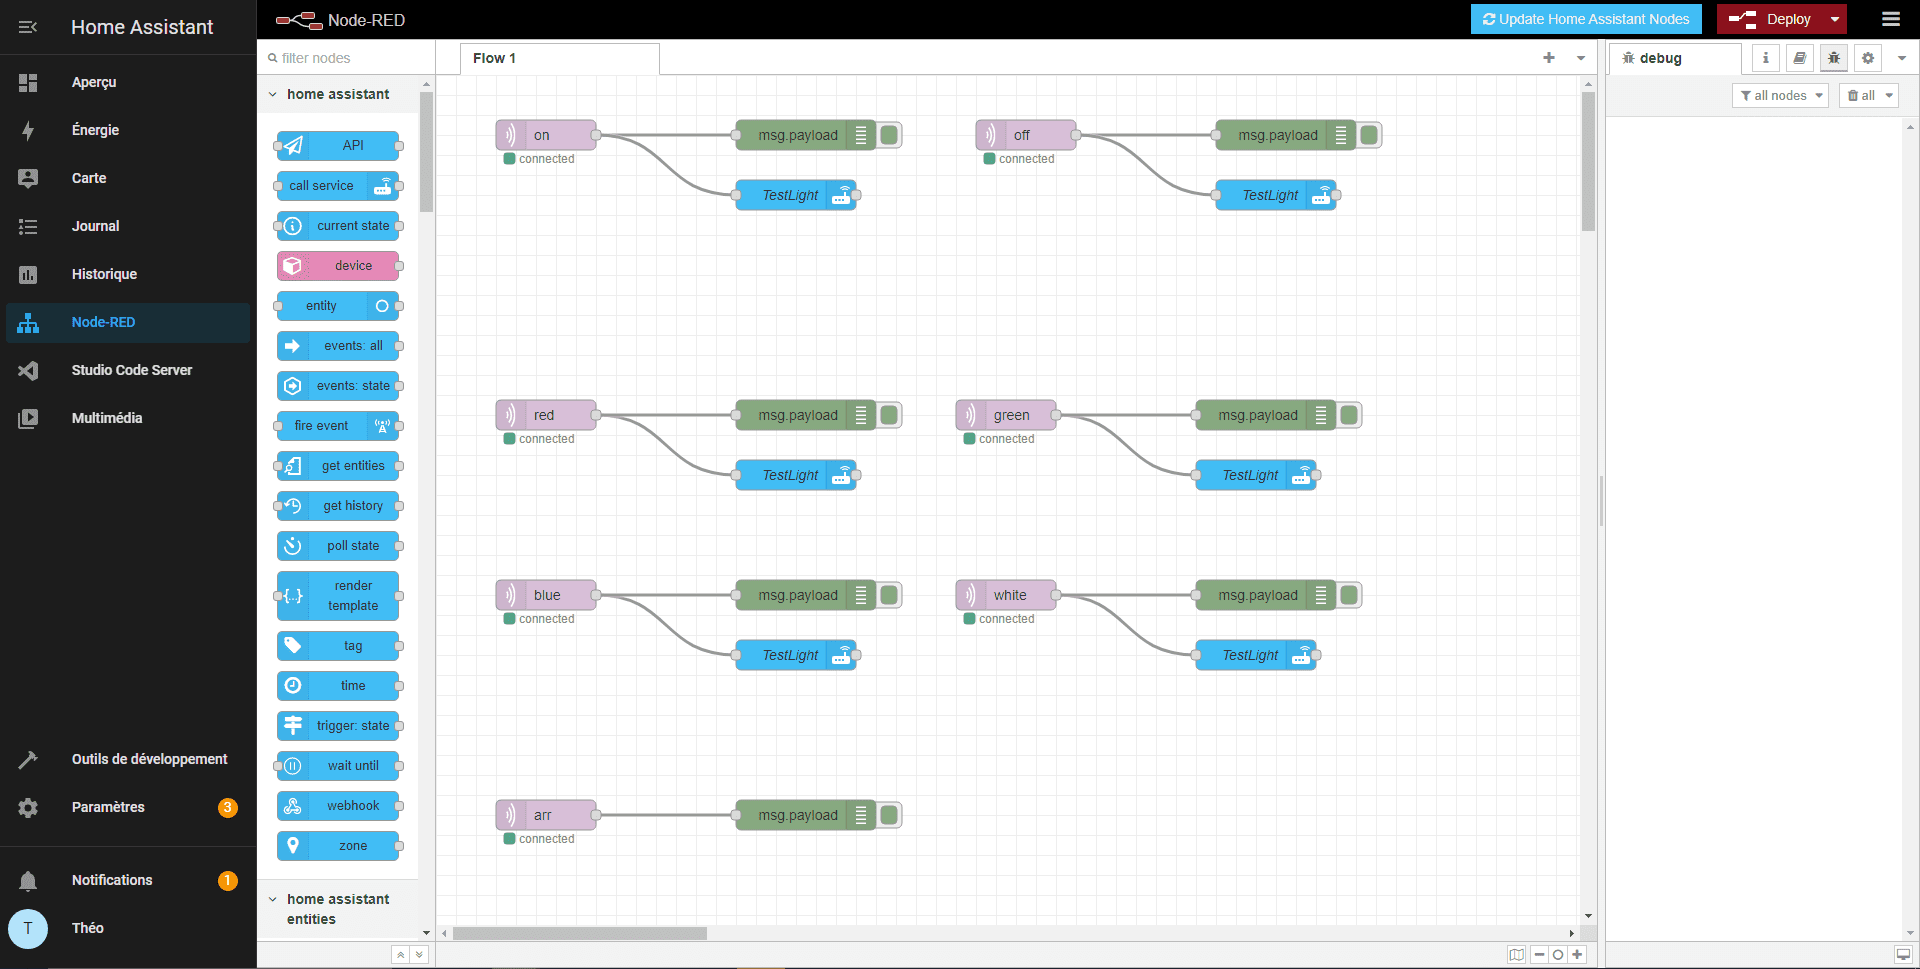 Home Assistant
Aperçu
Énergie
Carte
Journal
Historique
Node-RED
Studio Code Server
Multimédia
Outils de développement
Paramètres
3
Notifications
1
T
Théo
Node-RED
Update Home Assistant Nodes
Deploy
filter nodes
home assistant
API
call service
current state
device
entity
events: all
events: state
fire event
get entities
get history
poll state
render
template
tag
time
trigger: state
wait until
webhook
zone
home assistant
entities
Flow 1
on
connected
msg.payload
TestLight
off
connected
msg.payload
TestLight
red
connected
msg.payload
TestLight
green
connected
msg.payload
TestLight
blue
connected
msg.payload
TestLight
white
connected
msg.payload
TestLight
arr
connected
msg.payload
debug
all nodes
all